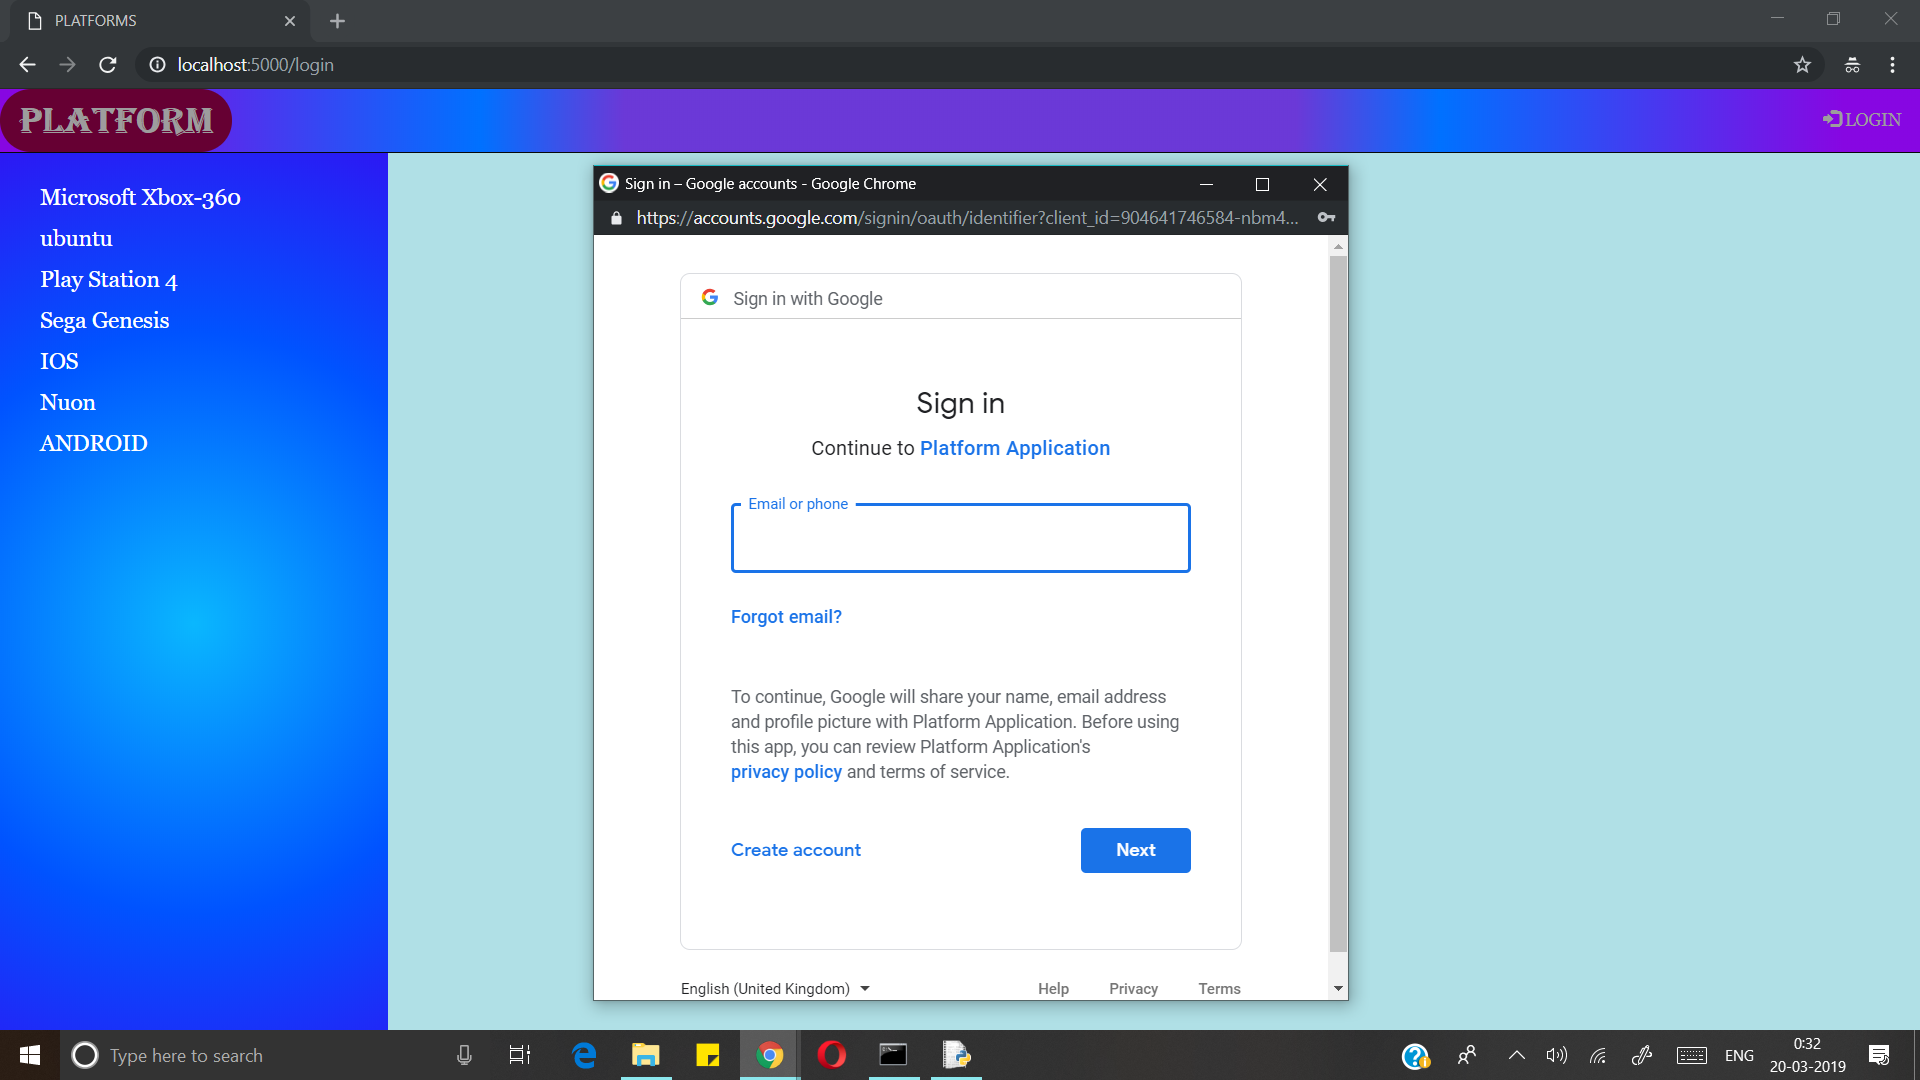 PLATFORMS
localhost:5000/login
PLATFORM
LOGIN
Microsoft Xbox-360
ubuntu
Play Station 4
Sega Genesis
IOS
Nuon
ANDROID
Sign in – Google accounts - Google Chrome
https://accounts.google.com/signin/oauth/identifier?client_id=904641746584-nbm4...
Sign in with Google
Sign in
Continue to Platform Application
Email or phone
Forgot email?
To continue, Google will share your name, email address
and profile picture with Platform Application. Before using
this app, you can review Platform Application's
privacy policy and terms of service.
Create account
Next
English (United Kingdom)
Help Privacy Terms
Type here to search
ENG
0:32
20-03-2019